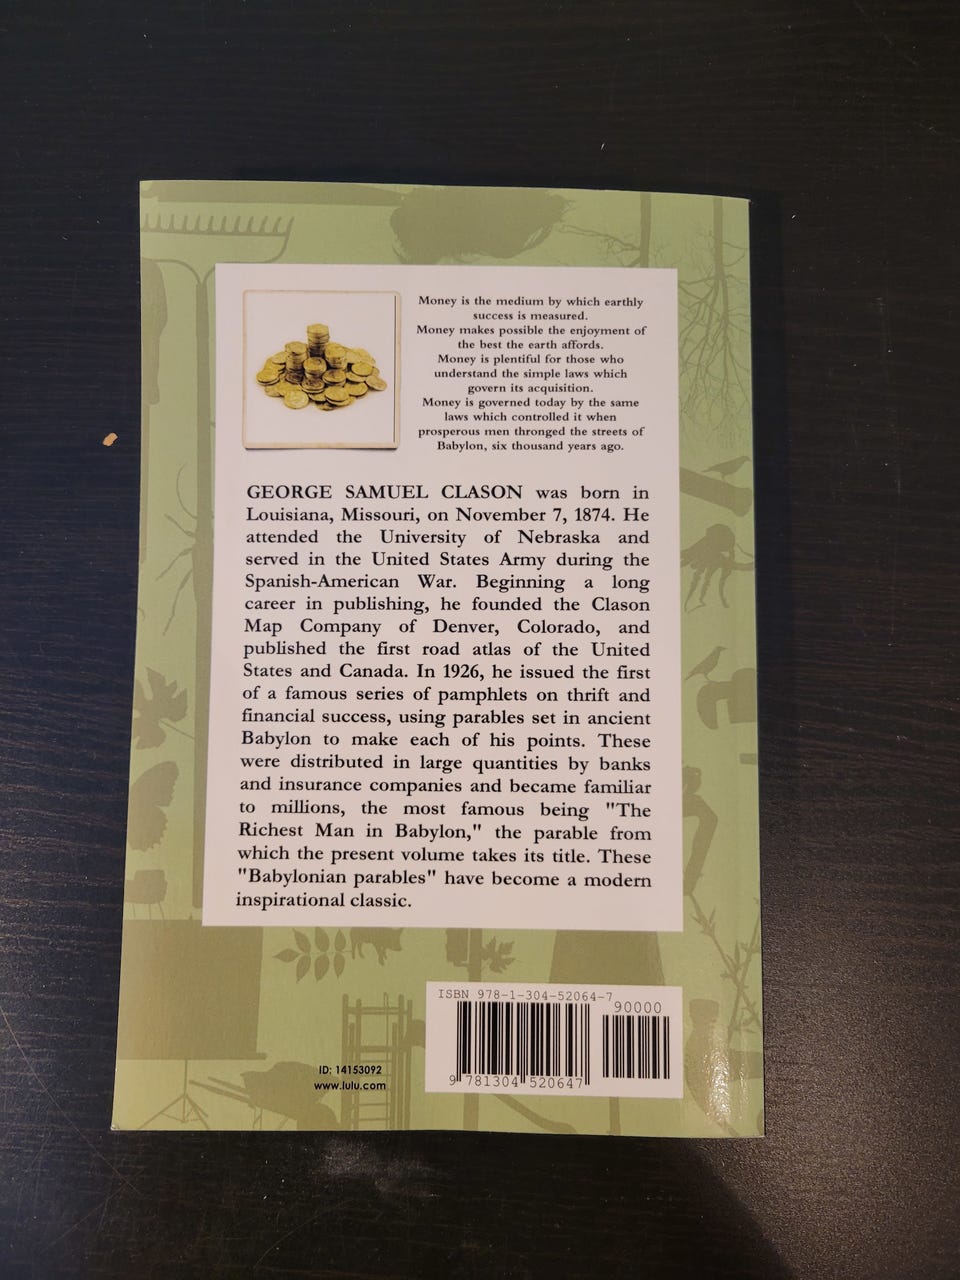 Money is the medium by which earthly
success is measured.
Money makes possible the enjoyment of
the best the earth affords.
Money is plentiful for those who
understand the simple laws which
govern its acquisition.
Money is governed today by the same
laws which controlled it when
prosperous men thronged the streets of
Babylon, six thousand years ago.
GEORGE SAMUEL CLASON was born in
Louisiana, Missouri, on November 7, 1874. He
attended the University of Nebraska and
served in the United States Army during the
Spanish-American War. Beginning a long
career in publishing, he founded the Clason
Map Company of Denver, Colorado, and
published the first road atlas of the United
States and Canada. In 1926, he issued the first
of a famous series of pamphlets on thrift and
financial success, using parables set in ancient
Babylon to make each of his points. These
were distributed in large quantities by banks
and insurance companies and became familiar
to millions, the most famous being "The
Richest Man in Babylon," the parable from
which the present volume takes its title. These
"Babylonian parables" have become a modern
inspirational classic.
ISBN 978-1-304-52064-7
90000
9 781304 520647
ID: 14153092
www.lulu.com